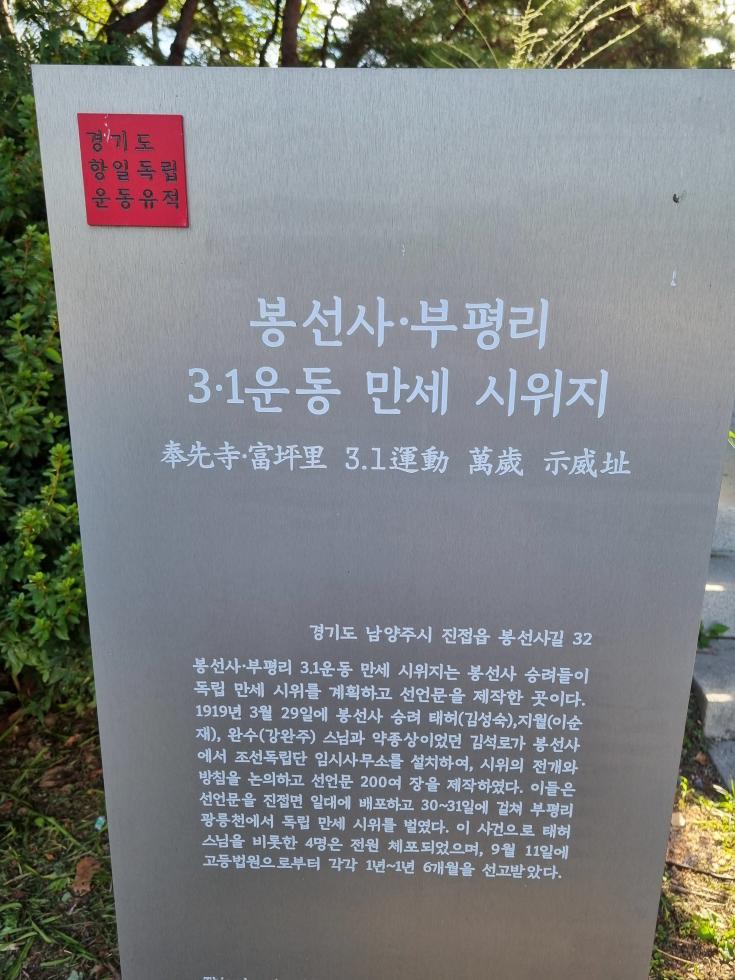 경기도
항일독립
운동유적
봉선사·부평리
3·1운동 만세 시위지
奉先寺·富坪里 3.1運動 萬歲 示威址
경기도 남양주시 진접읍 봉선사길 32
봉선사·부평리 3.1운동 만세 시위지는 봉선사 승려들이
독립 만세 시위를 계획하고 선언문을 제작한 곳이다.
1919년 3월 29일에 봉선사 승려 태허(김성숙),지월(이순
재), 완수(강완주) 스님과 약종상이었던 김석로가 봉선사
에서 조선독립단 임시사무소를 설치하여, 시위의 전개와
방침을 논의하고 선언문 200여 장을 제작하였다. 이들은
선언문을 진접면 일대에 배포하고 30~31일에 걸쳐 부평리
광릉천에서 독립 만세 시위를 벌였다. 이 사건으로 태허
스님을 비롯한 4명은 전원 체포되었으며, 9월 11일에
고등법원으로부터 각각 1년~1년 6개월을 선고받았다.